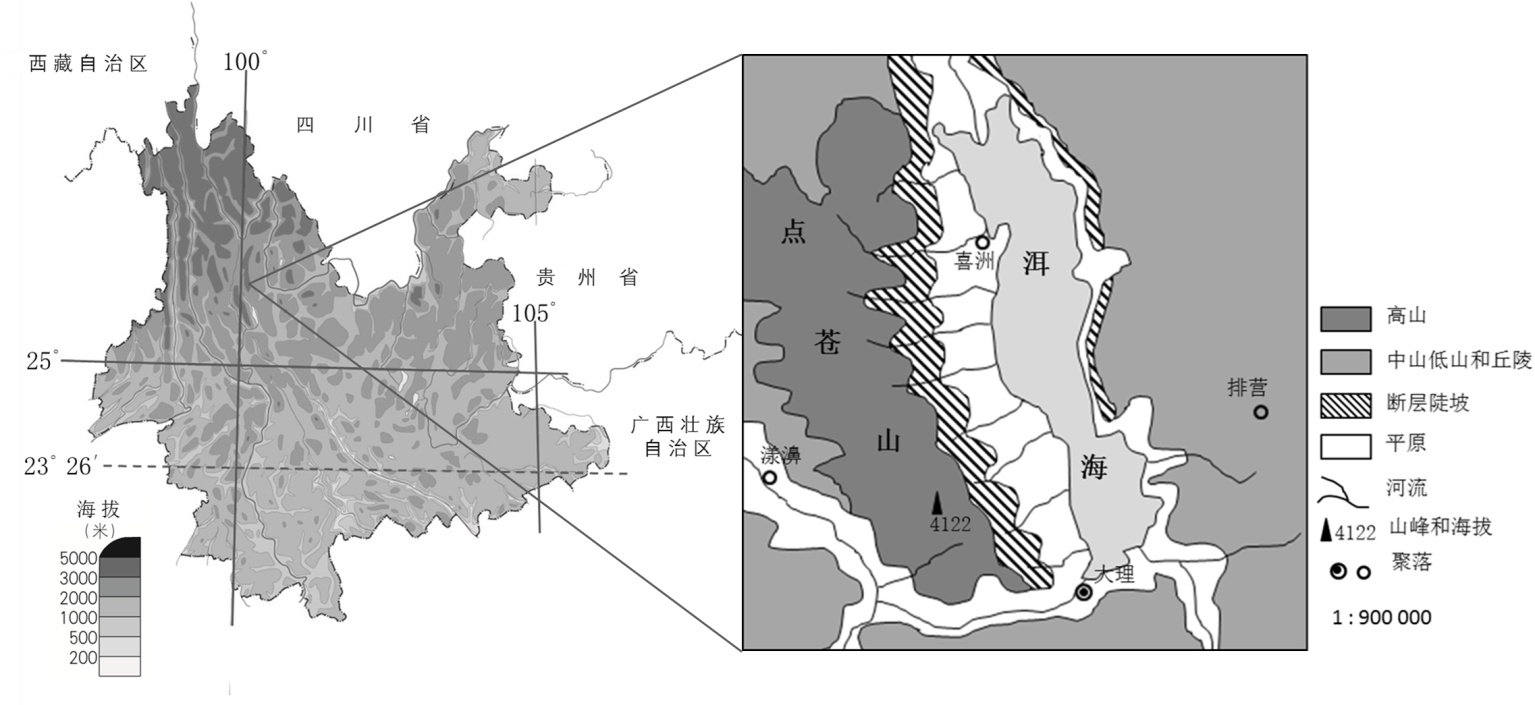 西藏自治区
100°
四川省
贵州省
105°
25°
广西壮族
自治区
23°26′
海拔
(米)
5000
3000
2000
1000
500
200
点
苍
山
洱
海
喜洲
排营
漾濞
4122
大理
高山
中山低山和丘陵
断层陡坡
平原
河流
4122 山峰和海拔
聚落
1:900 000